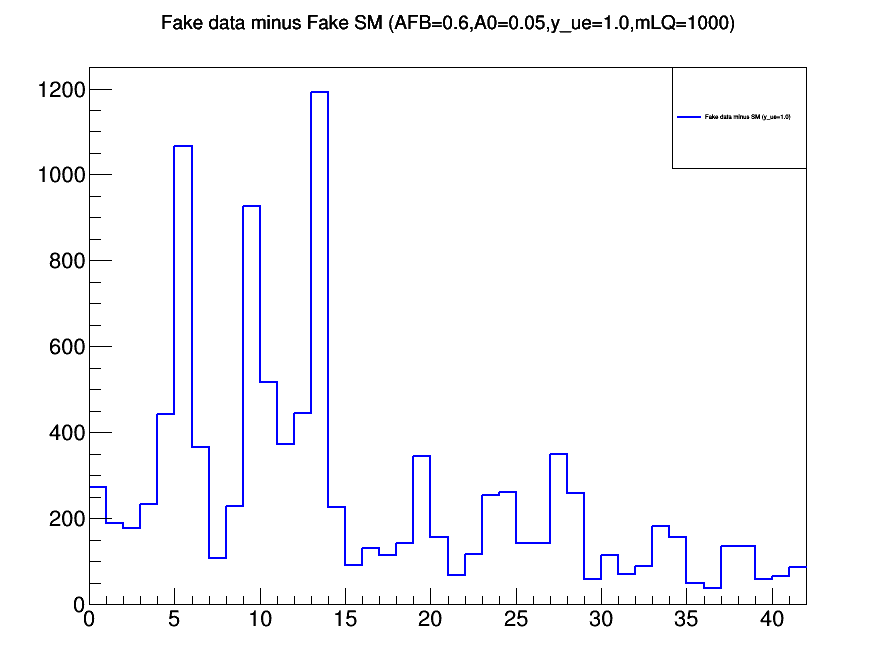 Fake data minus Fake SM (AFB=0.6,A0=0.05,y_ue=1.0,mLQ=1000)
Fake data minus SM (y_ue=1.0)
1200
1000
800
600
400
200
0
0 5 10 15 20 25 30 35 40